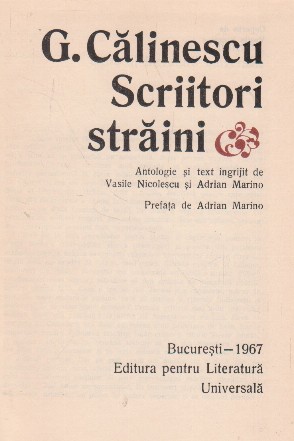 G. Călinescu
Scriitori
străini
Antologie și text îngrijit de
Vasile Nicolescu și Adrian Marino
Prefața de Adrian Marino
București—1967
Editura pentru Literatură
Universală